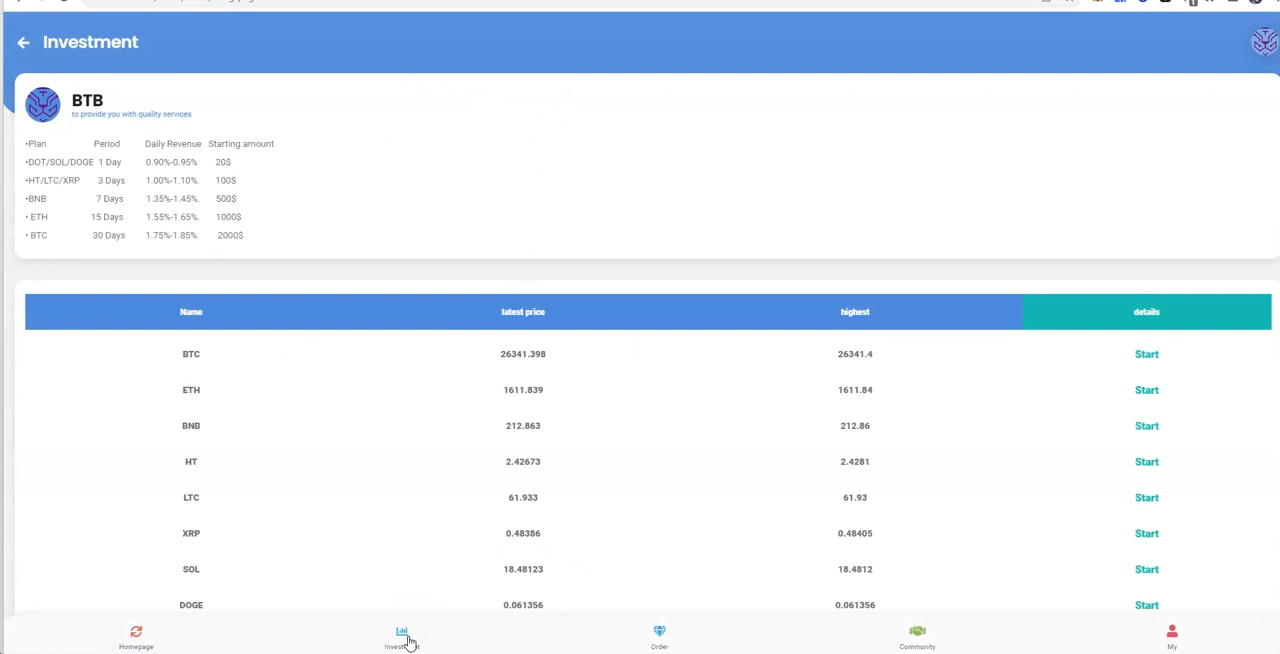 Investment
BTB
to provide you with quality services
•Plan Period Daily Revenue Starting amount
•DOT/SOL/DOGE 1 Day 0.90%-0.95% 20$
•HT/LTC/XRP 3 Days 1.00%-1.10%. 100$
•BNB 7 Days 1.35%-1.45%. 500$
• ETH 15 Days 1.55%-1.65%. 1000$
• BTC 30 Days 1.75%-1.85%. 2000$
Name latest price highest details
BTC 26341.398 26341.4 Start
ETH 1611.839 1611.84 Start
BNB 212.863 212.86 Start
HT 2.42673 2.4281 Start
LTC 61.933 61.93 Start
XRP 0.48386 0.48405 Start
SOL 18.48123 18.4812 Start
DOGE 0.061356 0.061356 Start
Homepage Investment Order Community My